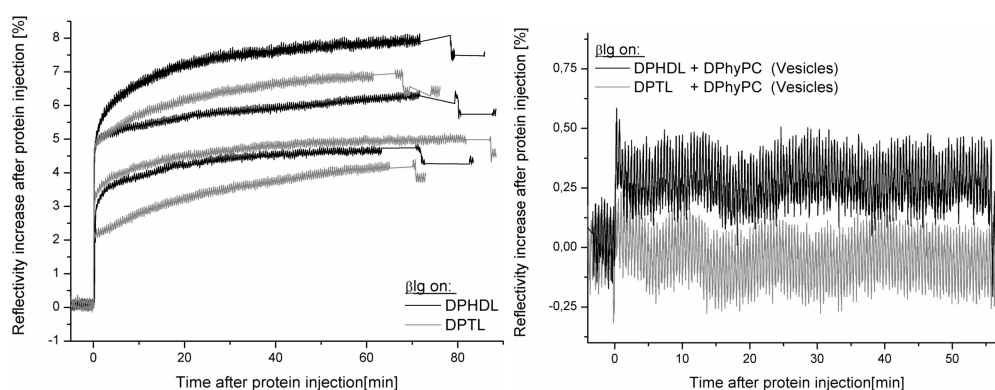 Reflectivity increase after protein injection [%]
8
7
6
5
4
3
2
1
0
-1
0
20
40
60
80
Time after protein injection[min]
βlg on:
DPHDL
DPTL
Reflectivity increase after protein injection [%]
0,75
0,50
0,25
0,00
-0,25
0
10
20
30
40
50
Time after protein injection[min]
βlg on:
DPHDL + DPhyPC (Vesicles)
DPTL + DPhyPC (Vesicles)